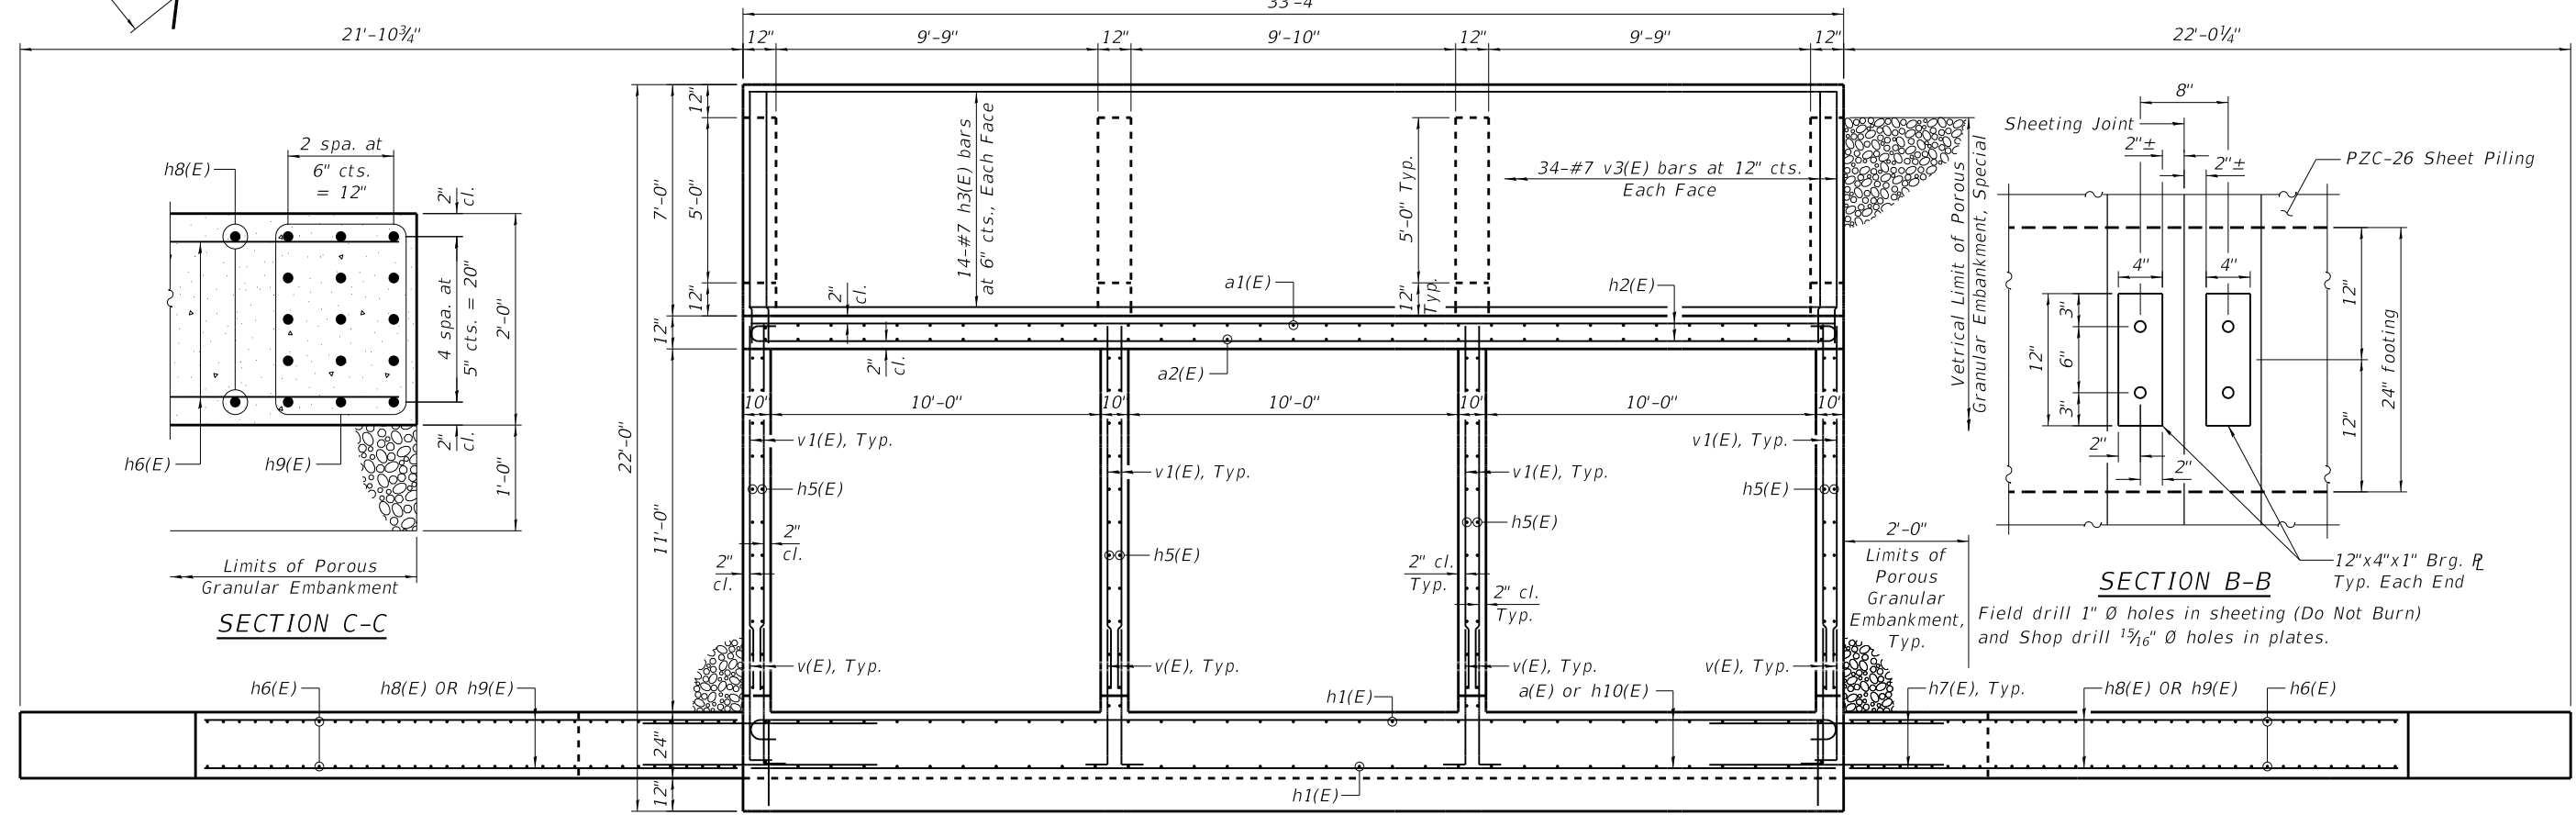 33'-4
21'-10¾"
12"
9'-9"
12"
9'-10"
12"
9'-9"
12"
22'-0¼"
2 spa. at
6" cts.
= 12"
h8(E)
2"
cl.
4 spa. at
5" cts. = 20"
2'-0"
2"
cl.
1'-0"
h6(E)
h9(E)
Limits of Porous
Granular Embankment
SECTION C-C
22'-0"
7'-0"
12"
11'-0"
24"
12"
12"
5'-0"
12"
14-#7 h3(E) bars
at 6" cts., Each Face
2"
cl.
2"
cl.
a1(E)
a2(E)
5'-0" Typ.
12"
Typ.
34-#7 v3(E) bars at 12" cts.
Each Face
h2(E)
10'
10'-0"
10'
10'-0"
10'
10'-0"
10'
v1(E), Typ.
v1(E), Typ.
v1(E), Typ.
v1(E), Typ.
h5(E)
h5(E)
h5(E)
h5(E)
2"
cl.
2"
cl.
2" cl.
Typ.
2" cl.
Typ.
v(E), Typ.
v(E), Typ.
v(E), Typ.
v(E), Typ.
h6(E)
h8(E) OR h9(E)
h1(E)
a(E) or h10(E)
h1(E)
h7(E), Typ.
h8(E) OR h9(E)
h6(E)
Vetrical Limit of Porous
Granular Embankment, Special
2'-0"
Limits of
Porous
Granular
Embankment,
Typ.
8"
Sheeting Joint
2"±
2"±
PZC-26 Sheet Piling
4"
4"
12"
3"
6"
3"
2"
2"
12"
12"
24" footing
12"x4"x1" Brg. ℄
Typ. Each End
SECTION B-B
Field drill 1" Ø holes in sheeting (Do Not Burn)
and Shop drill 15/16" Ø holes in plates.